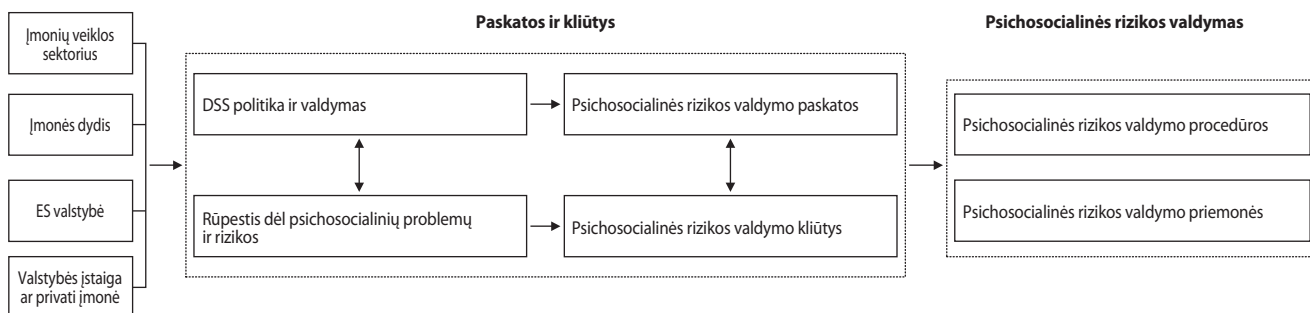 Paskatos ir kliūtys
Psichosocialinės rizikos valdymas
Įmonių veiklos
sektorius
Įmonės dydis
ES valstybė
Valstybės įstaiga
ar privati įmonė
DSS politika ir valdymas
Psichosocialinės rizikos valdymo paskatos
Rūpestis dėl psichosocialinių problemų
ir rizikos
Psichosocialinės rizikos valdymo kliūtys
Psichosocialinės rizikos valdymo procedūros
Psichosocialinės rizikos valdymo priemonės